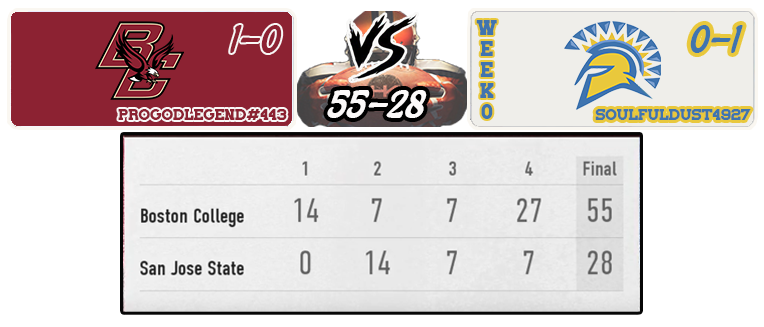 BC
1-0
PROGODLEGEND#443
VS
55-28
WEEK 0
0-1
SOULFULDUST4927
1 2 3 4 Final
Boston College 14 7 7 27 55
San Jose State 0 14 7 7 28